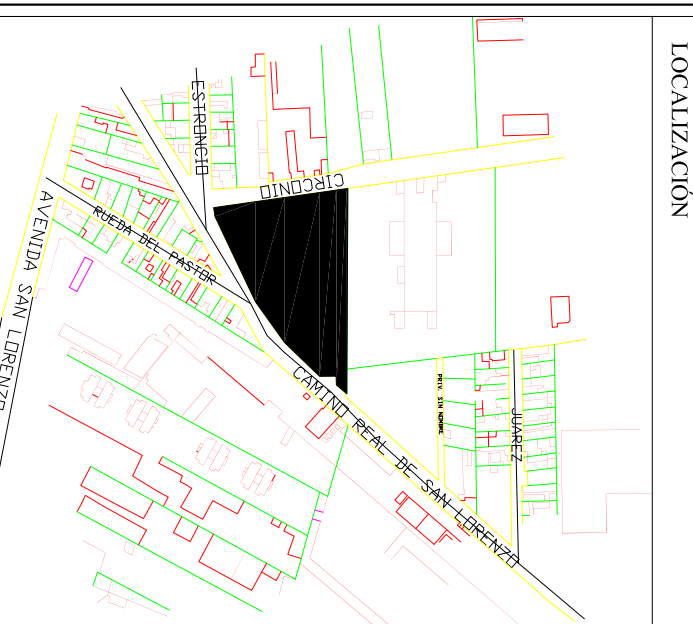 LOCALIZACIÓN
ESTRONCIO
CIRCONIO
RUEDA DEL PASTOR
AVENIDA SAN LORENZO
CAMINO REAL DE SAN LORENZO
PRIV. SIN NOMBRE
JUAREZ